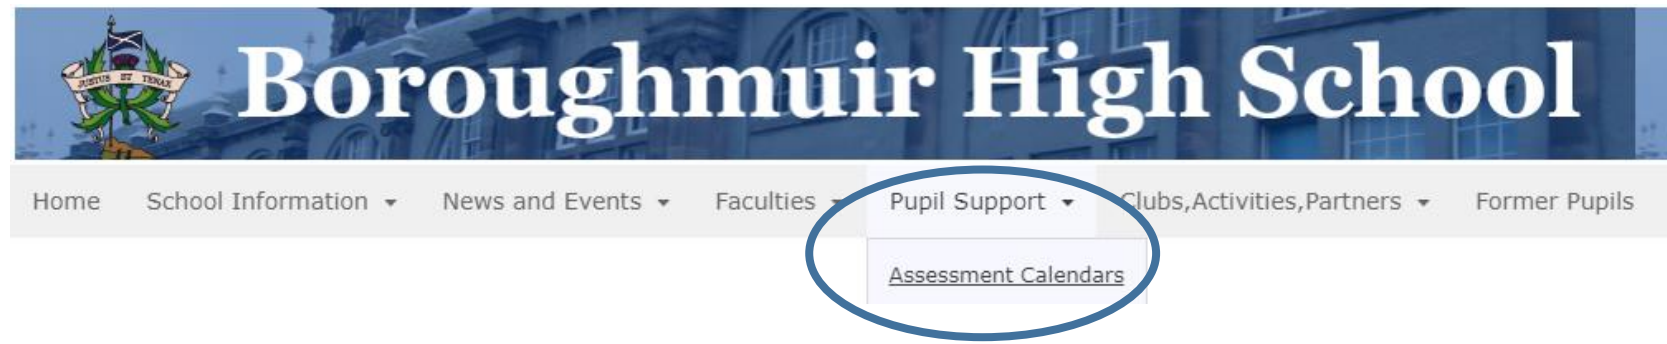 JUSTUS ET TENAX
Boroughmuir High School
Home School Information News and Events Faculties Pupil Support Clubs,Activities,Partners Former Pupils
Assessment Calendars